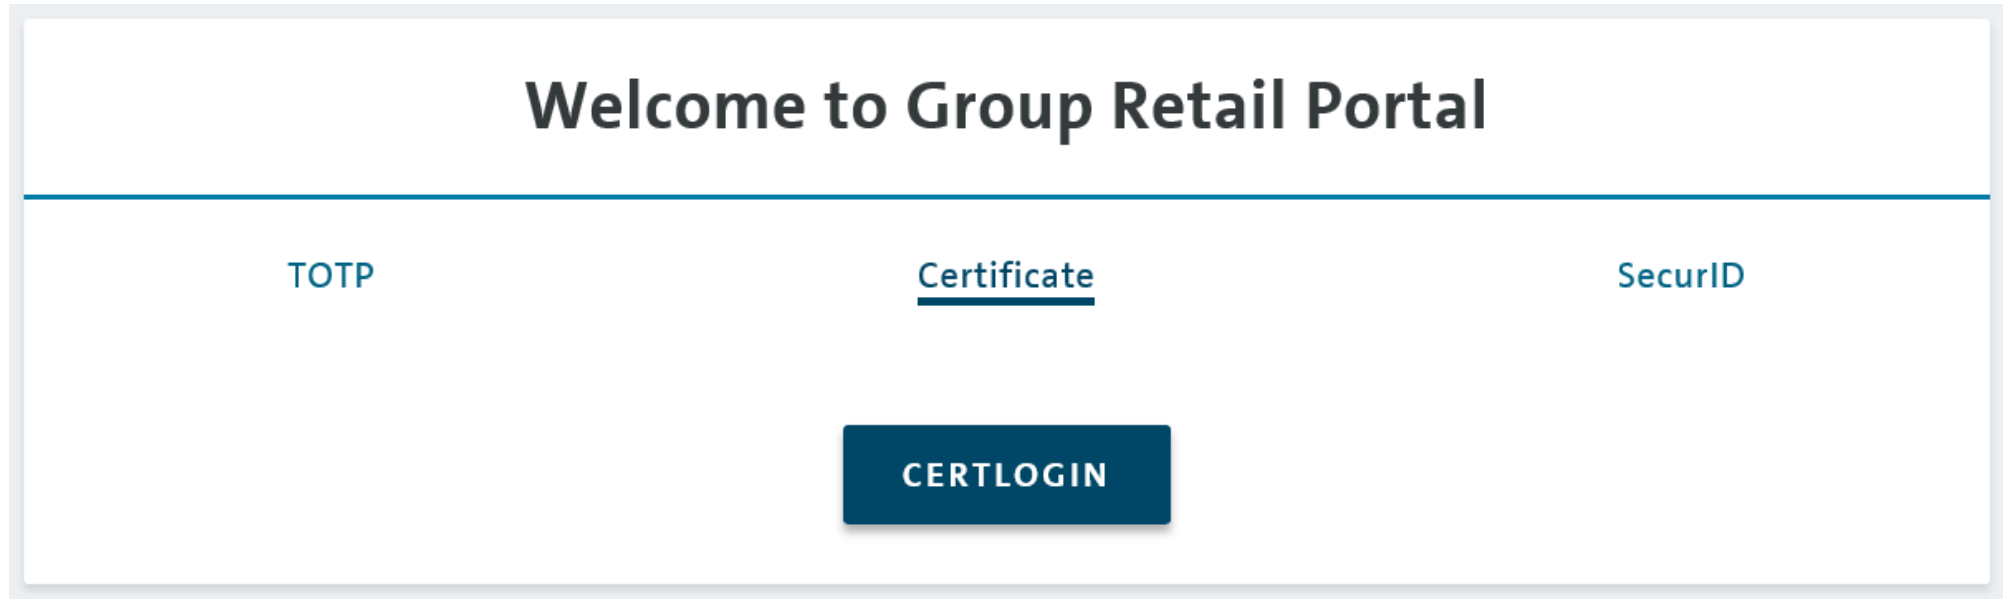 Welcome to Group Retail Portal
TOTP Certificate SecurID
CERTLOGIN